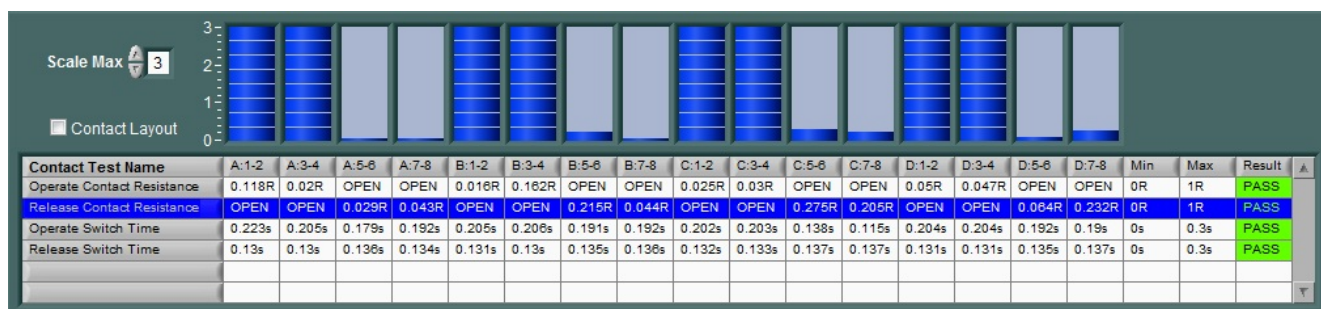 3
Scale Max 3
2
1
Contact Layout
0
Contact Test Name A:1-2 A:3-4 A:5-6 A:7-8 B:1-2 B:3-4 B:5-6 B:7-8 C:1-2 C:3-4 C:5-6 C:7-8 D:1-2 D:3-4 D:5-6 D:7-8 Min Max Result
Operate Contact Resistance 0.118R 0.02R OPEN OPEN 0.016R 0.162R OPEN OPEN 0.025R 0.03R OPEN OPEN 0.05R 0.047R OPEN OPEN 0R 1R PASS
Release Contact Resistance OPEN OPEN 0.029R 0.043R OPEN OPEN 0.215R 0.044R OPEN OPEN 0.275R 0.205R OPEN OPEN 0.064R 0.232R 0R 1R PASS
Operate Switch Time 0.223s 0.205s 0.179s 0.192s 0.205s 0.206s 0.191s 0.192s 0.202s 0.203s 0.138s 0.115s 0.204s 0.204s 0.192s 0.19s 0s 0.3s PASS
Release Switch Time 0.13s 0.13s 0.136s 0.134s 0.131s 0.13s 0.135s 0.136s 0.132s 0.133s 0.137s 0.137s 0.131s 0.131s 0.135s 0.137s 0s 0.3s PASS